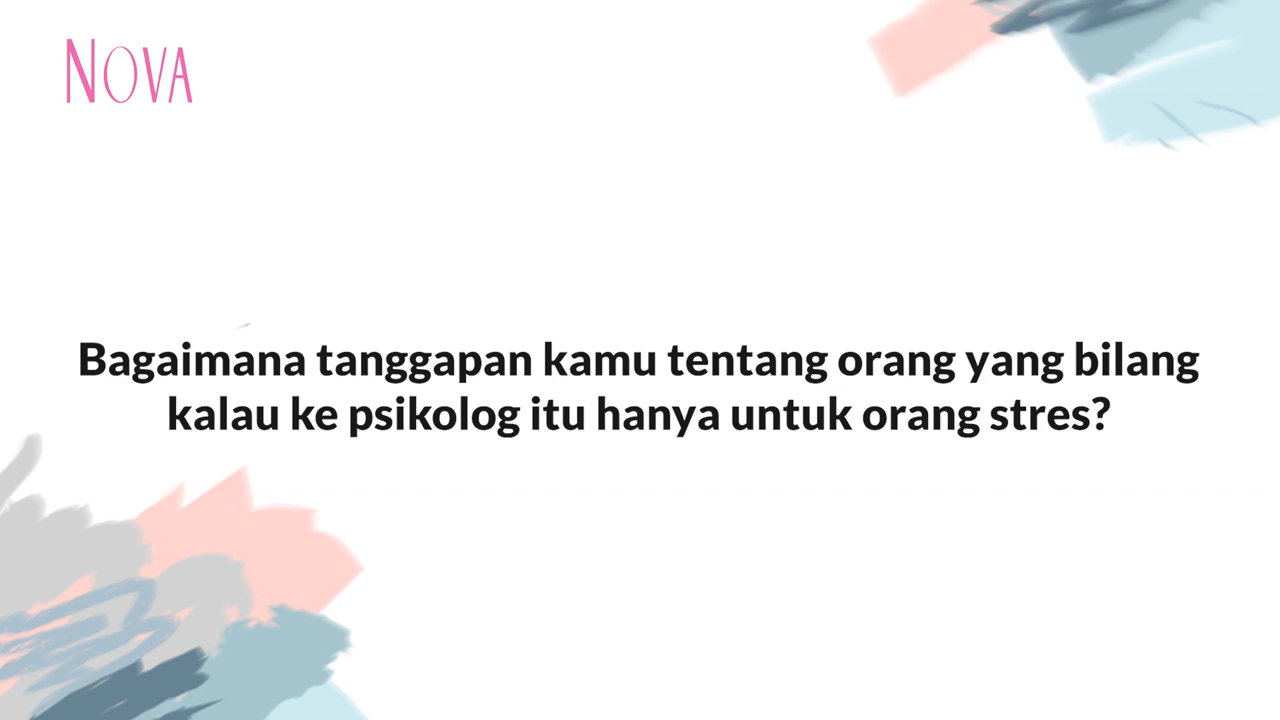 NOVA
Bagaimana tanggapan kamu tentang orang yang bilang
kalau ke psikolog itu hanya untuk orang stres?